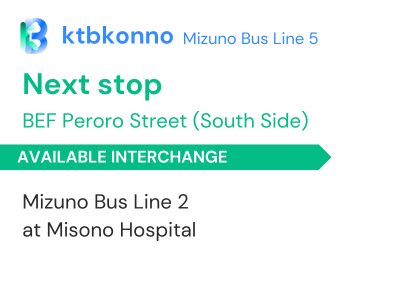 ktbkonno Mizuno Bus Line 5
Next stop
BEF Peroro Street (South Side)
AVAILABLE INTERCHANGE
Mizuno Bus Line 2
at Misono Hospital